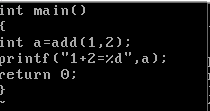 int main()
{
int a=add(1,2);
printf("1+2=%d",a);
return 0;
}